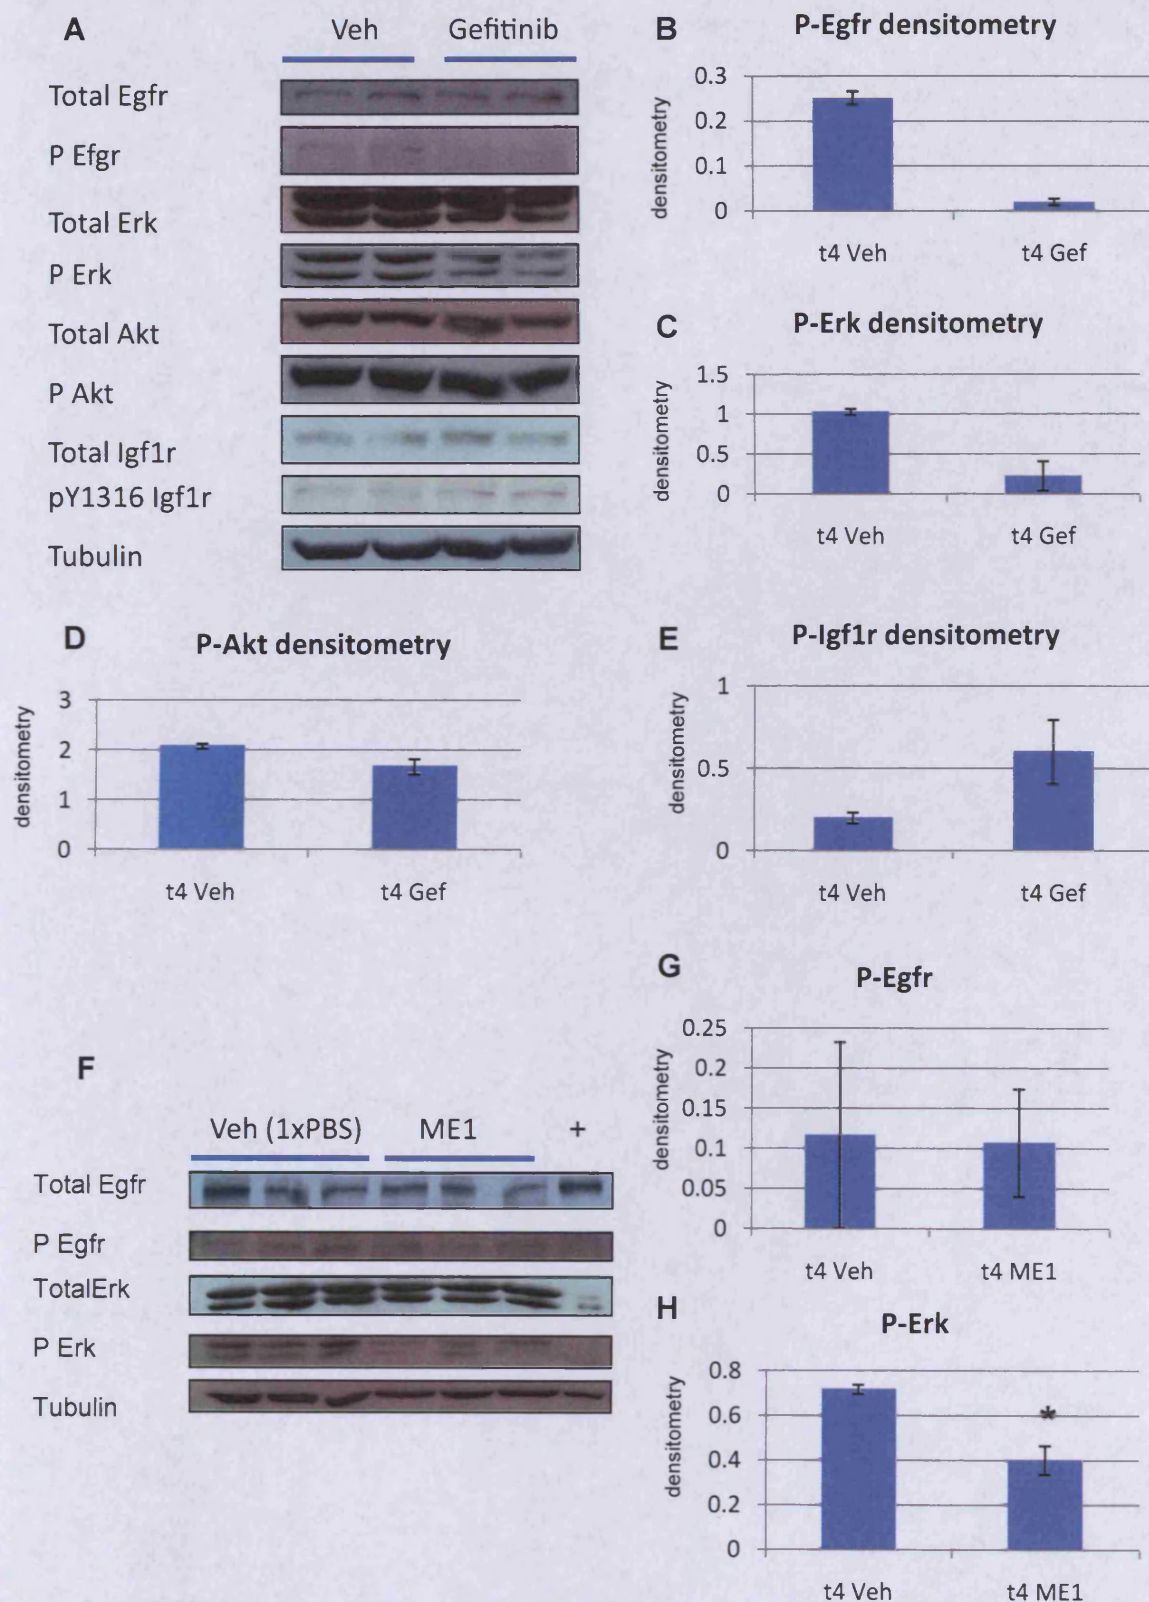 A
Veh Gefitinib
Total Egfr
P Efgr
Total Erk
P Erk
Total Akt
P Akt
Total Igf1r
pY1316 Igf1r
Tubulin
B
P-Egfr densitometry
densitometry
0.3
0.2
0.1
0
t4 Veh t4 Gef
C
P-Erk densitometry
densitometry
1.5
1
0.5
0
t4 Veh t4 Gef
D
P-Akt densitometry
densitometry
3
2
1
0
t4 Veh t4 Gef
E
P-Igf1r densitometry
densitometry
1
0.5
0
t4 Veh t4 Gef
F
Veh (1xPBS) ME1 +
Total Egfr
P Egfr
TotalErk
P Erk
Tubulin
G
P-Egfr
densitometry
0.25
0.2
0.15
0.1
0.05
0
t4 Veh t4 ME1
H
P-Erk
densitometry
0.8
0.6
0.4
0.2
0
*
t4 Veh t4 ME1